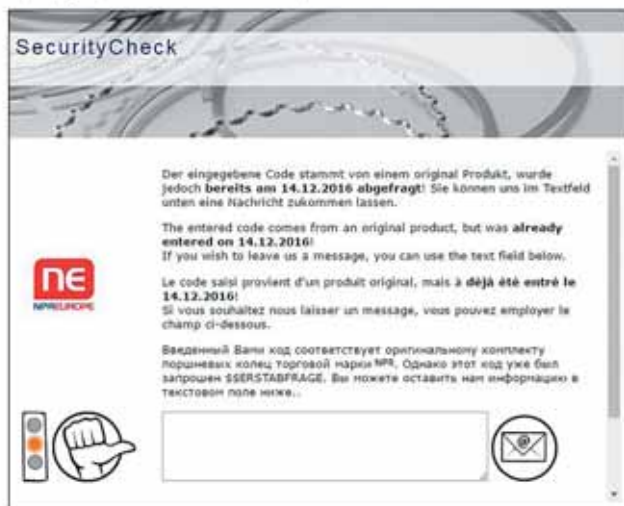 SecurityCheck
Der eingegebene Code stammt von einem original Produkt, wurde
jedoch bereits am 14.12.2016 abgefragt! Sie können uns im Textfeld
unten eine Nachricht zukommen lassen.
The entered code comes from an original product, but was already
entered on 14.12.2016!
If you wish to leave us a message, you can use the text field below.
Le code saisi provient d'un produit original, mais à déjà été entré le
14.12.2016!
Si vous souhaitez nous laisser un message, vous pouvez employer le
champ ci-dessous.
Введенный Вами код соответствует оригинальному комплекту
поршневых колец торговой марки NPR. Однако этот код уже был
запрошен $ERSTABFRAGE. Вы можете оставить нам информацию в
текстовом поле ниже..
NE
NPR EUROPE
@